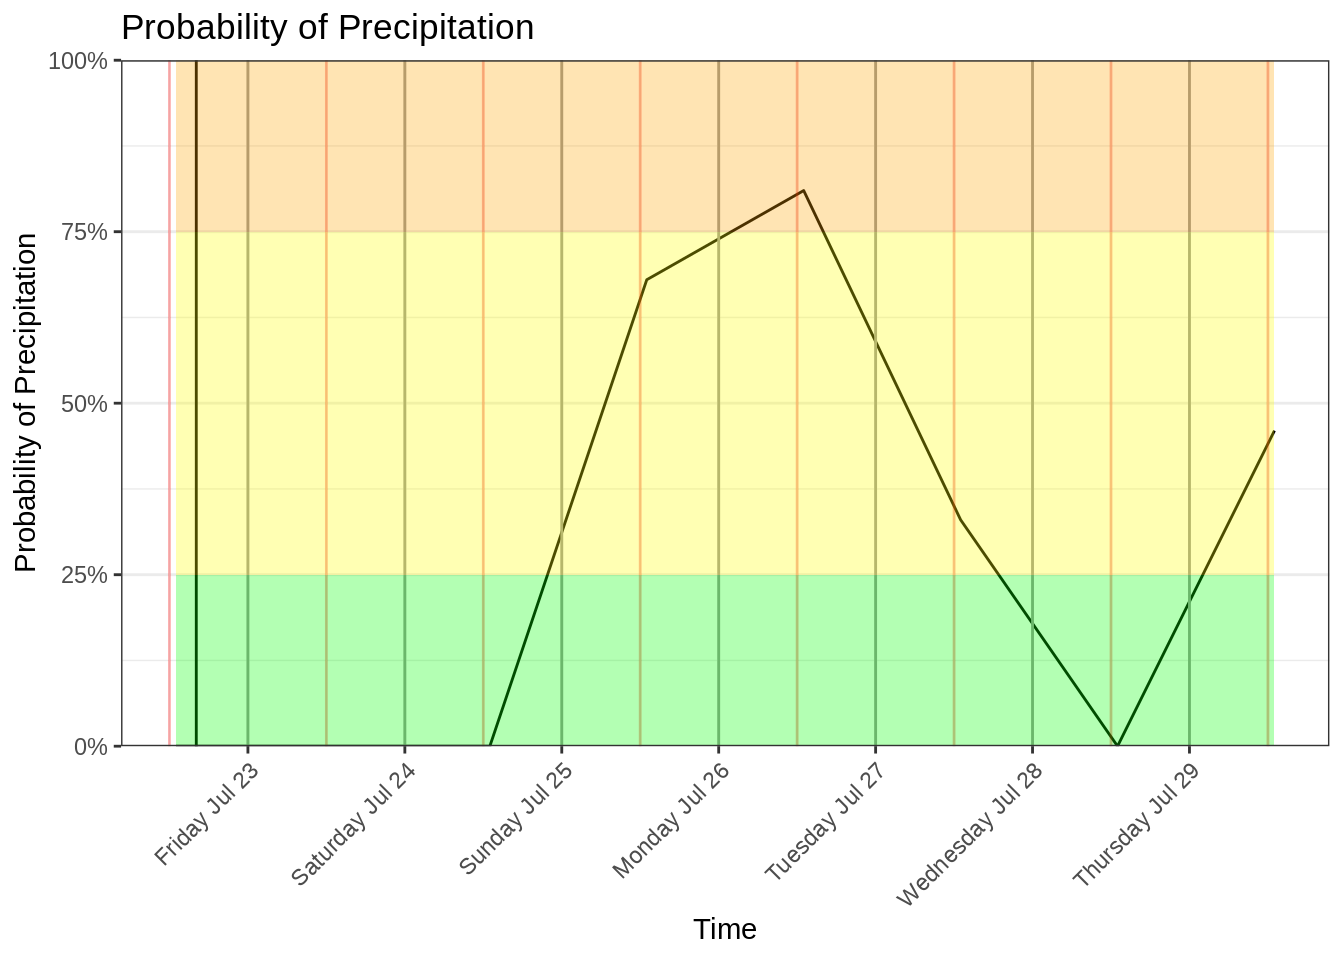 Probability of Precipitation
Probability of Precipitation
100%
75%
50%
25%
0%
Friday Jul 23
Saturday Jul 24
Sunday Jul 25
Monday Jul 26
Tuesday Jul 27
Wednesday Jul 28
Thursday Jul 29
Time